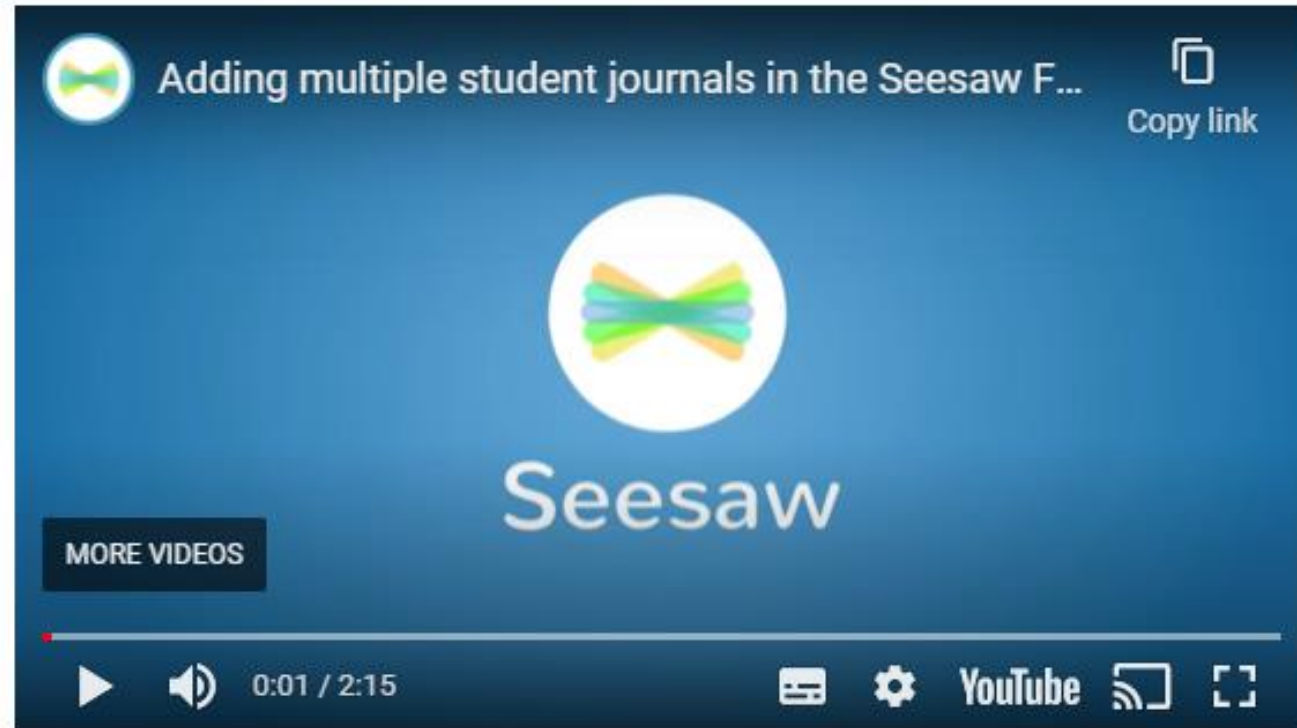 Adding multiple student journals in the Seesaw F...
Copy link
Seesaw
MORE VIDEOS
0:01 / 2:15
YouTube